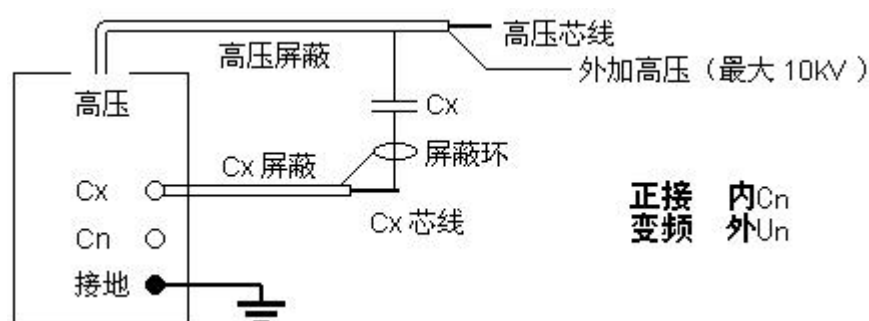 高压芯线
高压屏蔽
外加高压（最大 10KV ）
高压
Cx
Cx 屏蔽
屏蔽环
Cx
Cx 芯线
正接 内Cn
变频 外Un
Cn
接地